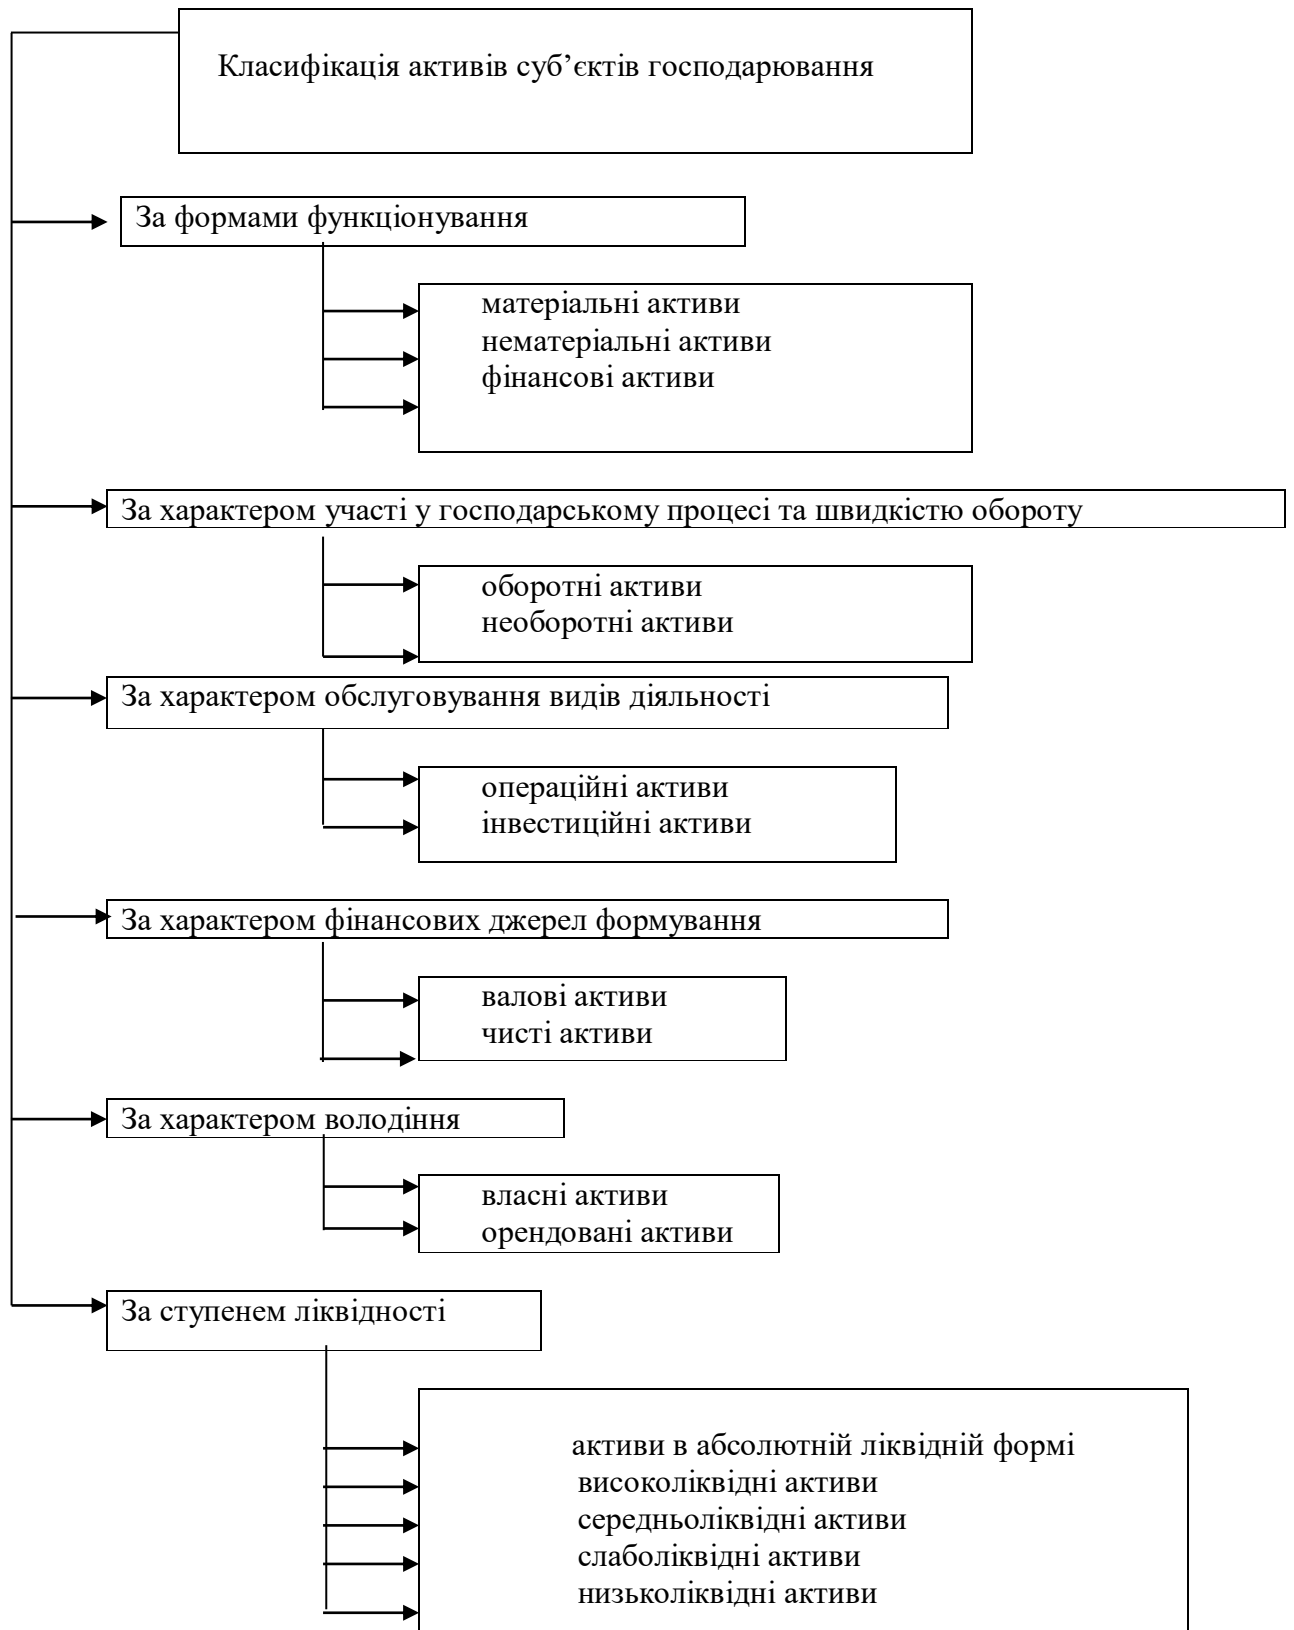 Класифікація активів суб’єктів господарювання
За формами функціонування
матеріальні активи
нематеріальні активи
фінансові активи
За характером участі у господарському процесі та швидкістю обороту
оборотні активи
необоротні активи
За характером обслуговування видів діяльності
операційні активи
інвестиційні активи
За характером фінансових джерел формування
валові активи
чисті активи
За характером володіння
власні активи
орендовані активи
За ступенем ліквідності
активи в абсолютній ліквідній формі
високоліквідні активи
середньоліквідні активи
слаболіквідні активи
низьколіквідні активи